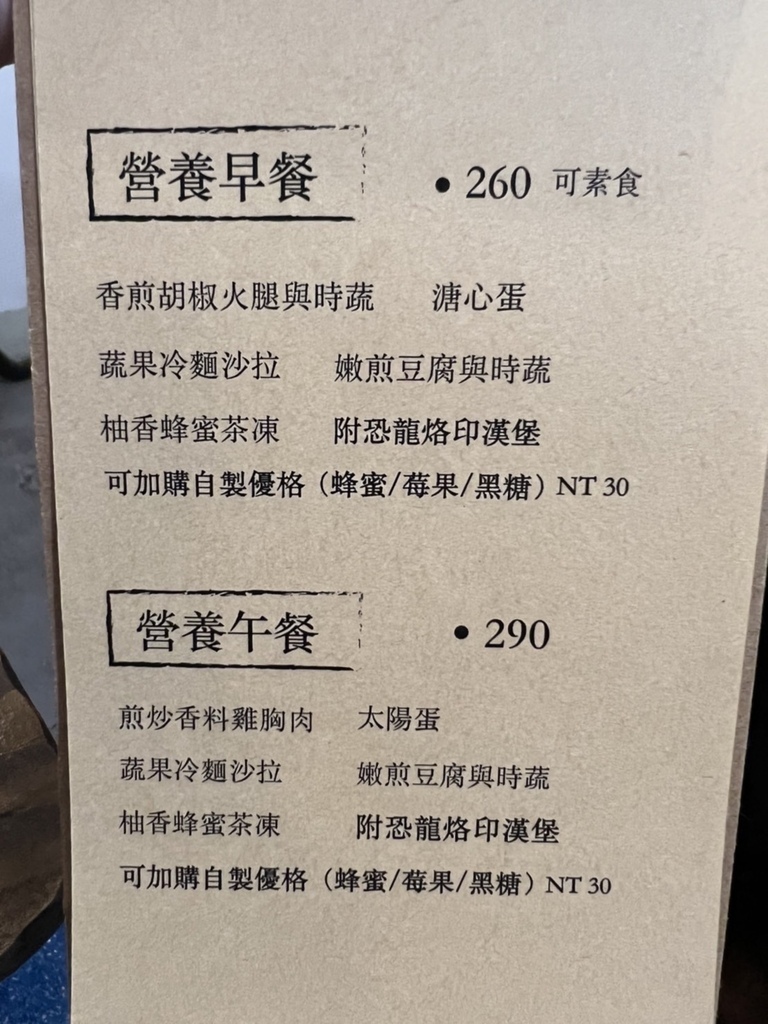 營養早餐 • 260 可素食
香煎胡椒火腿與時蔬 溏心蛋
蔬果冷麵沙拉 嫩煎豆腐與時蔬
柚香蜂蜜茶凍 附恐龍烙印漢堡
可加購自製優格（蜂蜜/莓果/黑糖）NT 30
營養午餐 • 290
煎炒香料雞胸肉 太陽蛋
蔬果冷麵沙拉 嫩煎豆腐與時蔬
柚香蜂蜜茶凍 附恐龍烙印漢堡
可加購自製優格（蜂蜜/莓果/黑糖）NT 30